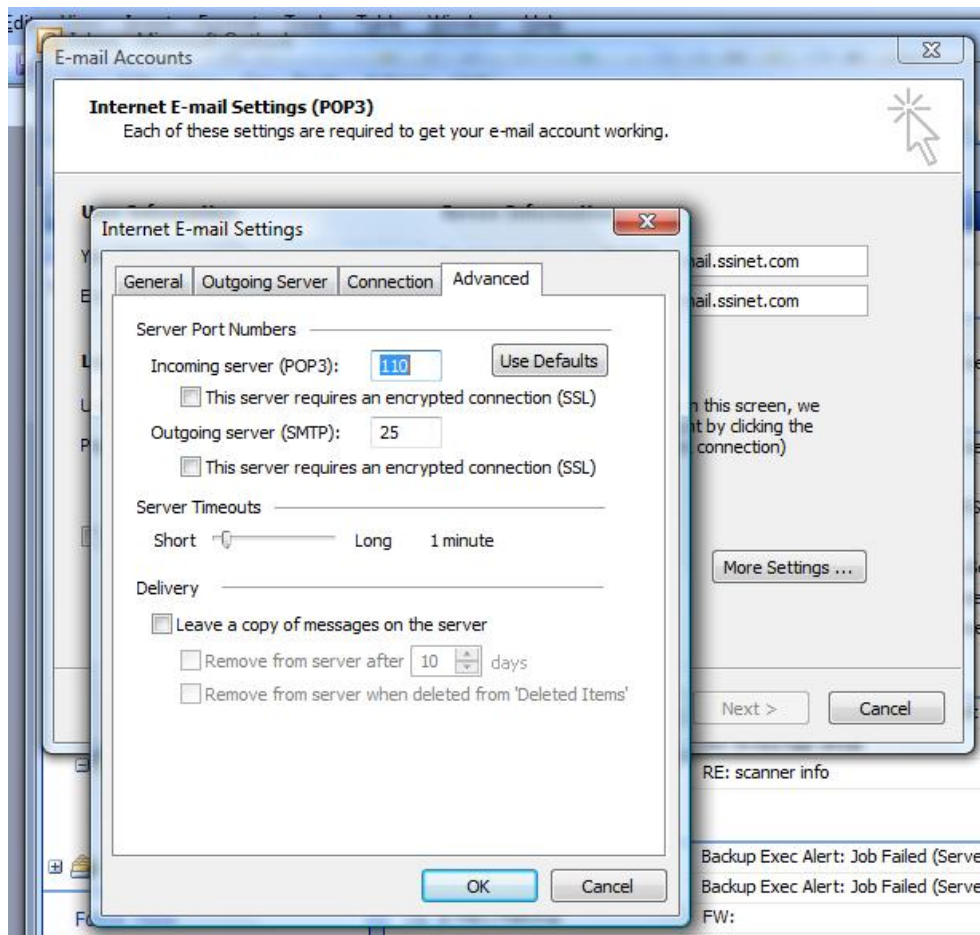 E-mail Accounts
Internet E-mail Settings (POP3)
Each of these settings are required to get your e-mail account working.
Internet E-mail Settings
General
Outgoing Server
Connection
Advanced
ail.ssinet.com
ail.ssinet.com
Server Port Numbers
Incoming server (POP3): 110 Use Defaults
This server requires an encrypted connection (SSL)
Outgoing server (SMTP): 25
This server requires an encrypted connection (SSL)
this screen, we
by clicking the
connection)
Server Timeouts
Short Long 1 minute
More Settings ...
Delivery
Leave a copy of messages on the server
Remove from server after 10 days
Remove from server when deleted from 'Deleted Items'
Next > Cancel
RE: scanner info
Backup Exec Alert: Job Failed (Serve
OK Cancel
Backup Exec Alert: Job Failed (Serve
FW: